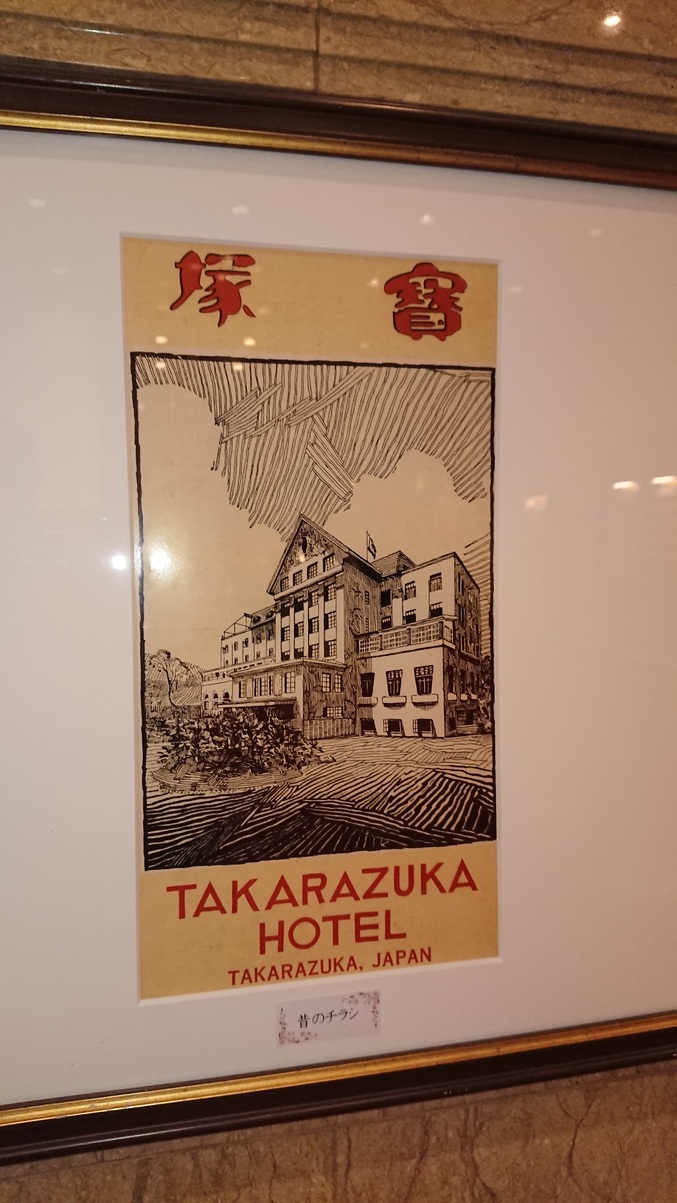 寶塚
TAKARAZUKA
HOTEL
TAKARAZUKA, JAPAN
昔のチラシ